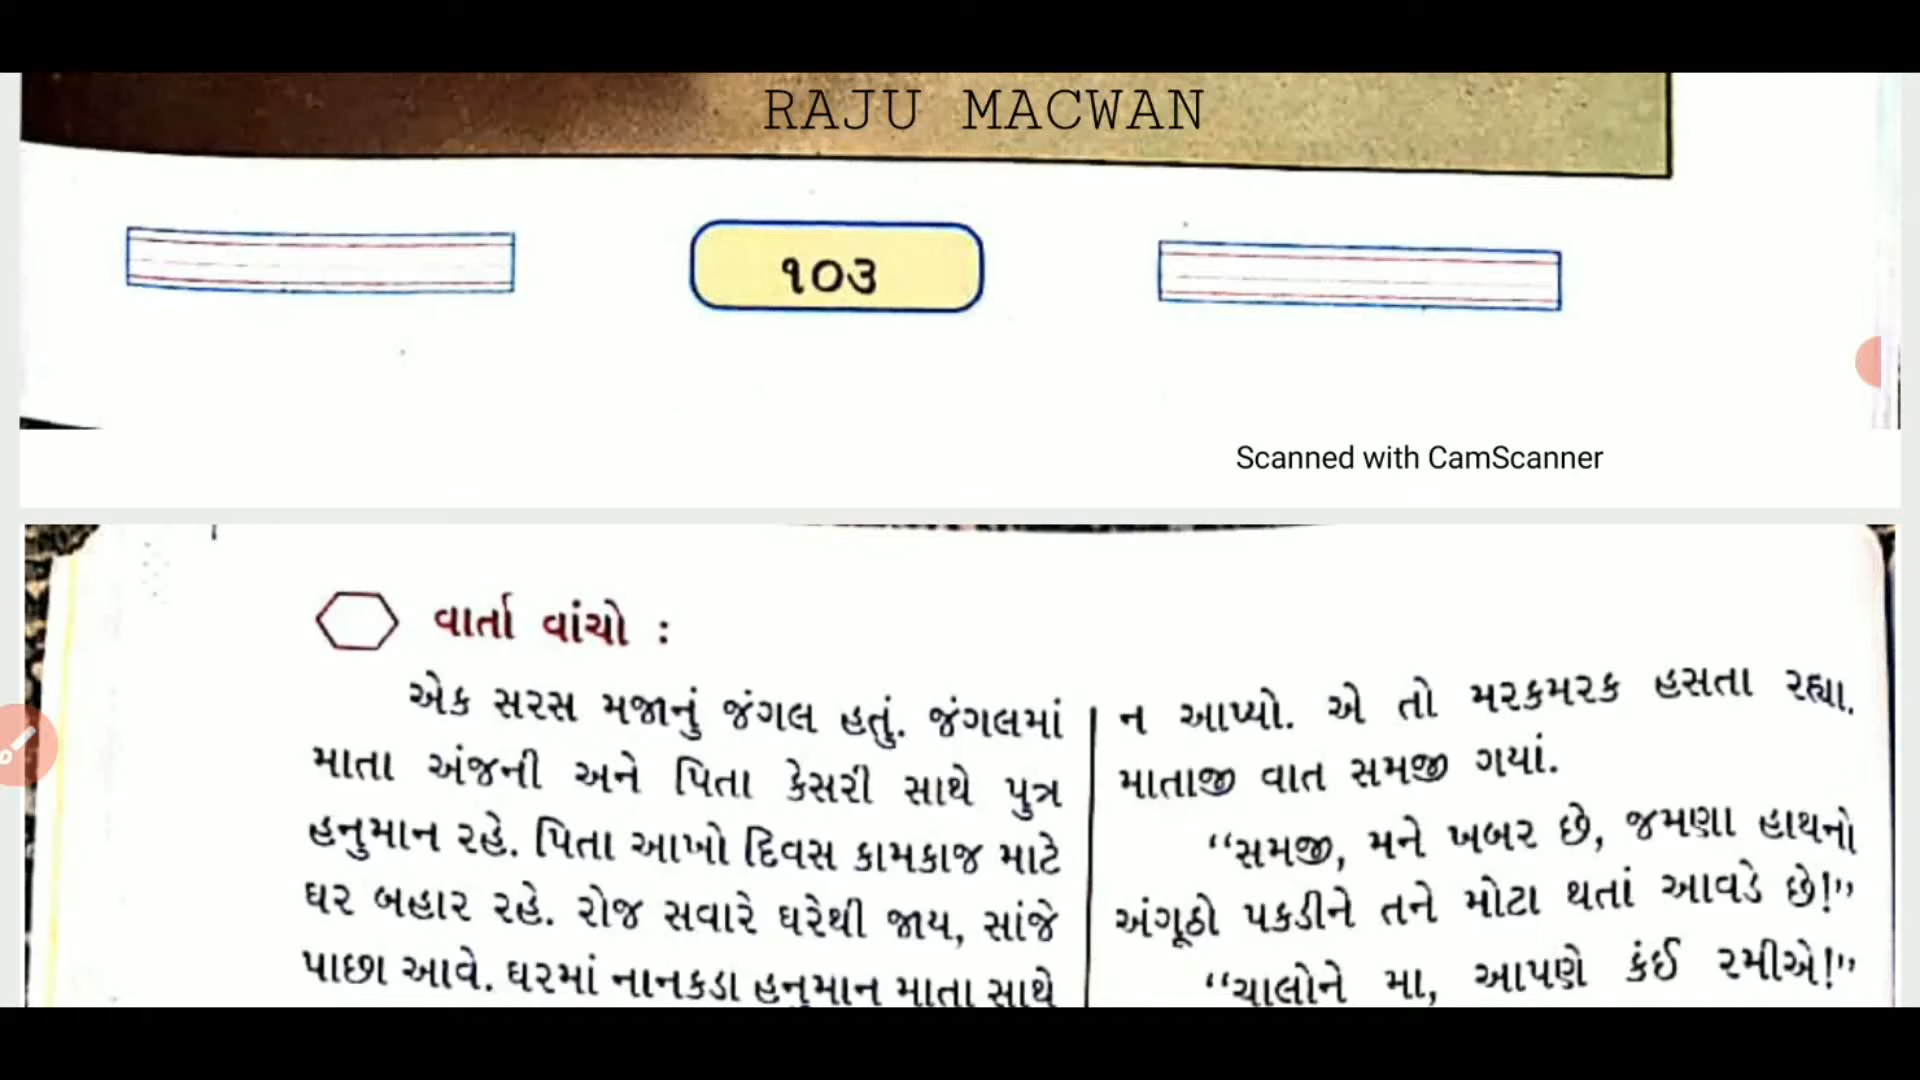 RAJU MACWAN
૧૦૩
Scanned with CamScanner
વાર્તા વાંચો :
એક સરસ મજાનું જંગલ હતું. જંગલમાં
માતા અંજની અને પિતા કેસરી સાથે પુત્ર
હનુમાન રહે. પિતા આખો દિવસ કામકાજ માટે
ઘર બહાર રહે. રોજ સવારે ઘરેથી જાય, સાંજે
પાછા આવે. ઘરમાં નાનકડા હનુમાન માતા સાથે
ન આપ્યો. એ તો મરકમરક હસતા રહ્યા.
માતાજી વાત સમજી ગયાં.
“સમજી, મને ખબર છે, જમણા હાથનો
અંગૂઠો પકડીને તને મોટા થતાં આવડે છે!”
“ચાલોને મા, આપણે કંઈ રમીએ!”